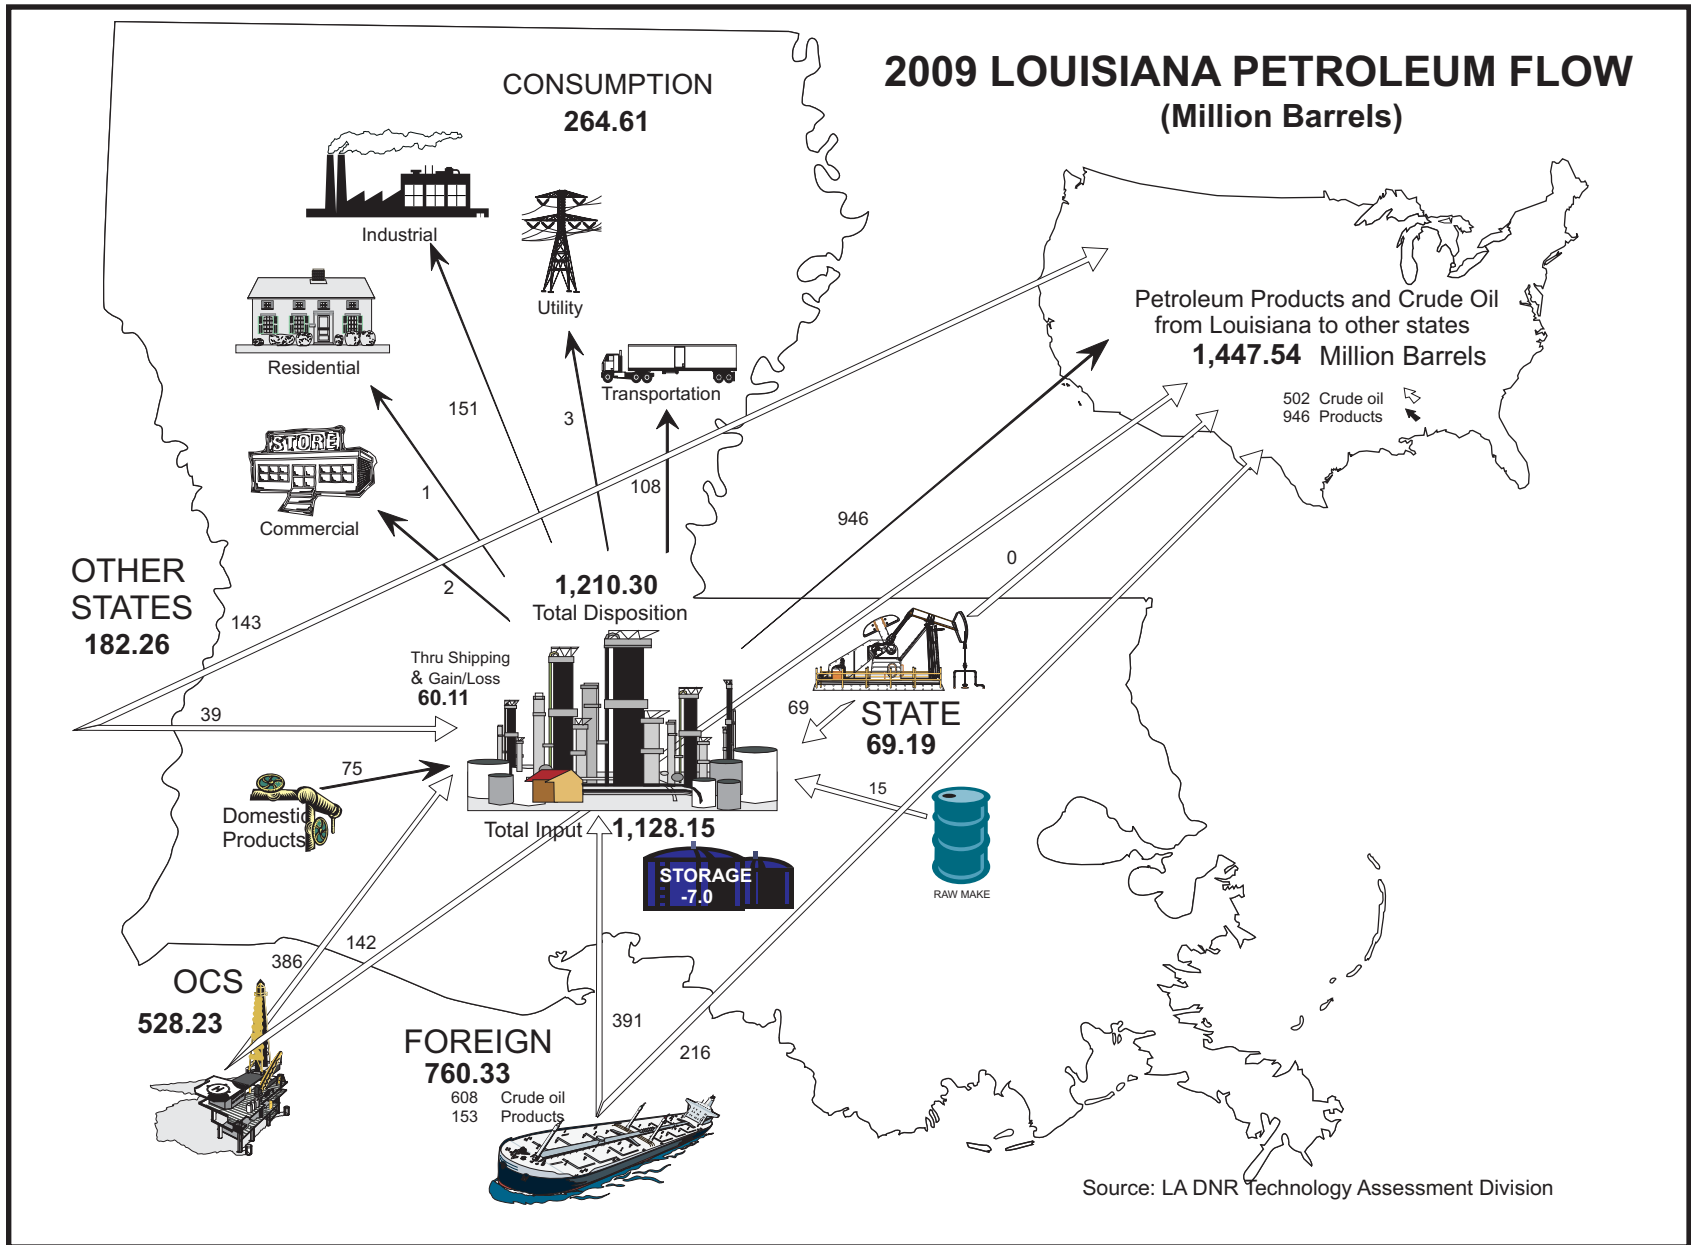 2009 LOUISIANA PETROLEUM FLOW
(Million Barrels)
CONSUMPTION
264.61
Industrial
Utility
Residential
Transportation
STORE
Commercial
151
3
1
108
2
946
0
Petroleum Products and Crude Oil
from Louisiana to other states
1,447.54 Million Barrels
502 Crude oil
946 Products
OTHER
STATES
182.26
143
39
1,210.30
Total Disposition
Thru Shipping
& Gain/Loss
60.11
69
STATE
69.19
75
Domestic
Products
15
RAW MAKE
Total Input 1,128.15
STORAGE
-7.0
OCS
528.23
386
142
FOREIGN
760.33
608 Crude oil
153 Products
391
216
Source: LA DNR Technology Assessment Division